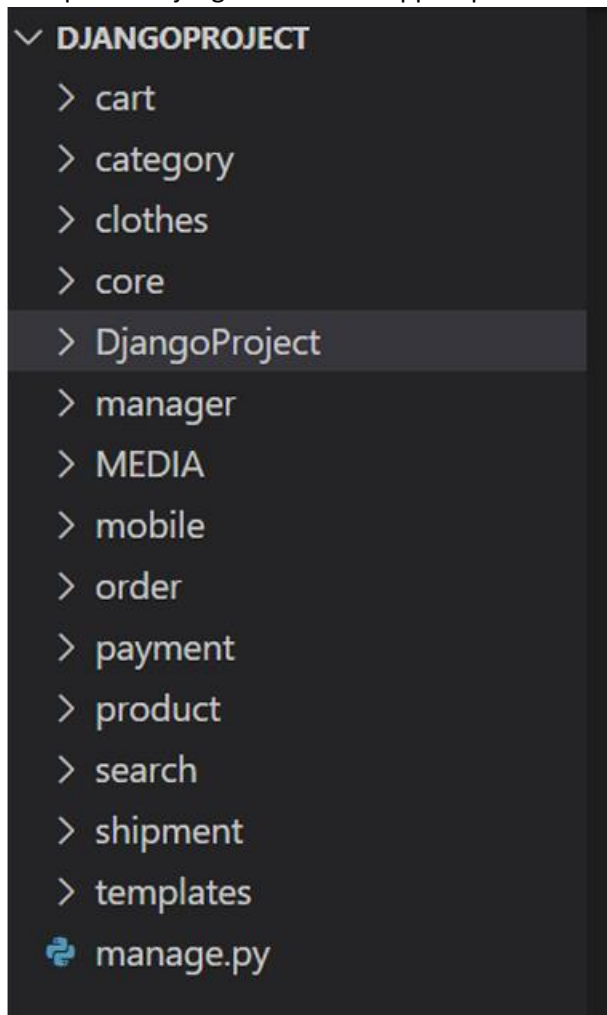 DJANGOPROJECT
cart
category
clothes
core
DjangoProject
manager
MEDIA
mobile
order
payment
product
search
shipment
templates
manage.py